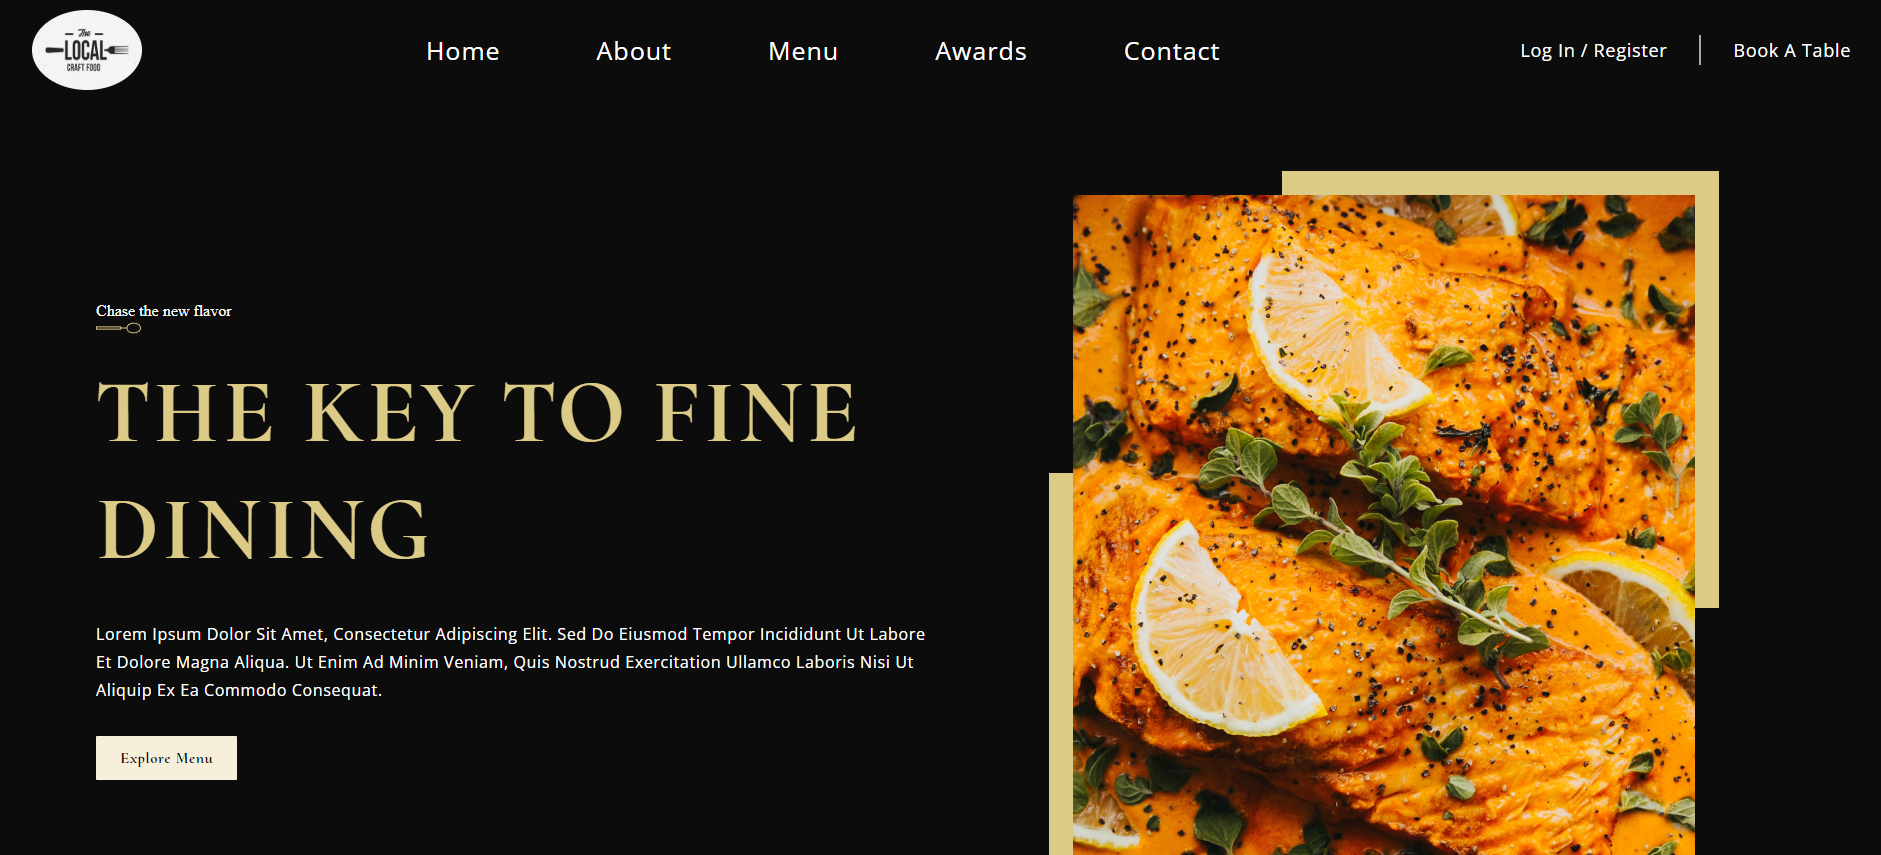 The
LOCAL
CRAFT FOOD
Home
About
Menu
Awards
Contact
Log In / Register
Book A Table
Chase the new flavor
THE KEY TO FINE
DINING
Lorem Ipsum Dolor Sit Amet, Consectetur Adipiscing Elit. Sed Do Eiusmod Tempor Incididunt Ut Labore
Et Dolore Magna Aliqua. Ut Enim Ad Minim Veniam, Quis Nostrud Exercitation Ullamco Laboris Nisi Ut
Aliquip Ex Ea Commodo Consequat.
Explore Menu